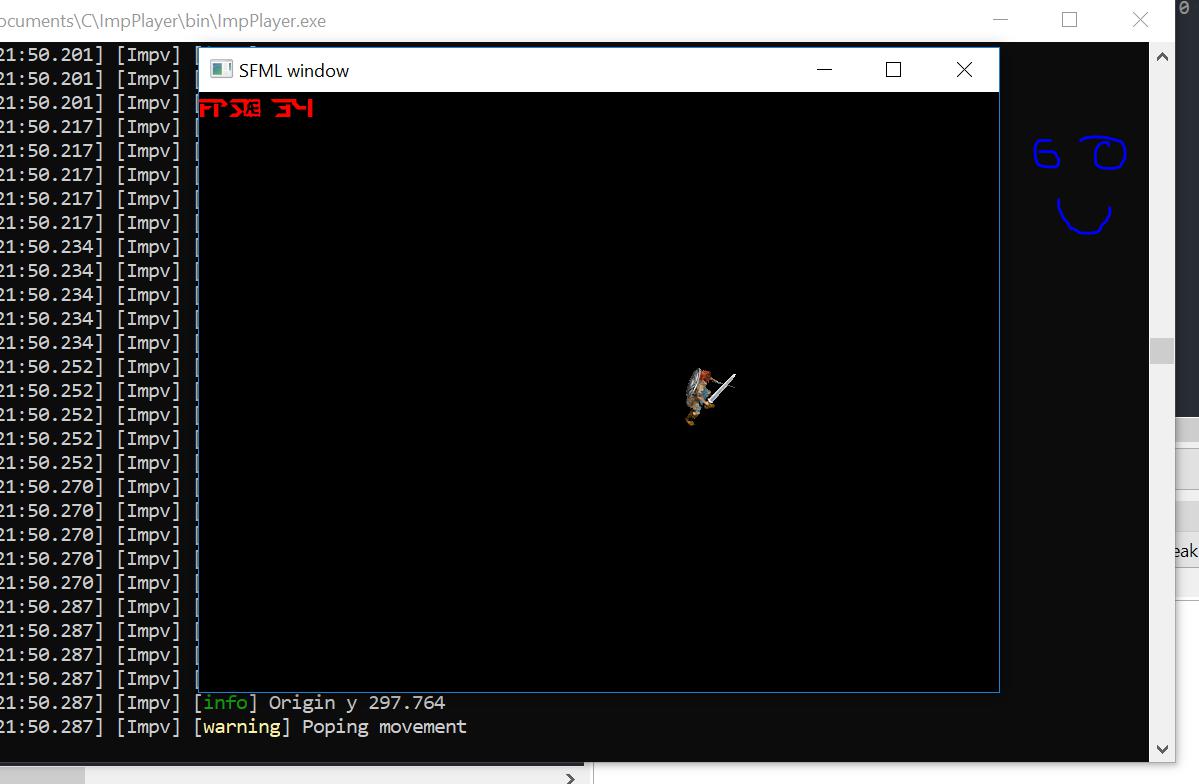 ocuments\C\ImpPlayer\bin\ImpPlayer.exe
0
SFML window
34
21:50.201] [Impv] [
21:50.201] [Impv] [
21:50.201] [Impv] [
21:50.217] [Impv] [
21:50.217] [Impv] [
21:50.217] [Impv] [
21:50.217] [Impv] [
21:50.217] [Impv] [
21:50.234] [Impv] [
21:50.234] [Impv] [
21:50.234] [Impv] [
21:50.234] [Impv] [
21:50.234] [Impv] [
21:50.252] [Impv] [
21:50.252] [Impv] [
21:50.252] [Impv] [
21:50.252] [Impv] [
21:50.252] [Impv] [
21:50.270] [Impv] [
21:50.270] [Impv] [
21:50.270] [Impv] [
21:50.270] [Impv] [
21:50.270] [Impv] [
21:50.287] [Impv] [
21:50.287] [Impv] [
21:50.287] [Impv] [
21:50.287] [Impv] [
21:50.287] [Impv] [info] Origin y 297.764
21:50.287] [Impv] [warning] Poping movement
eak